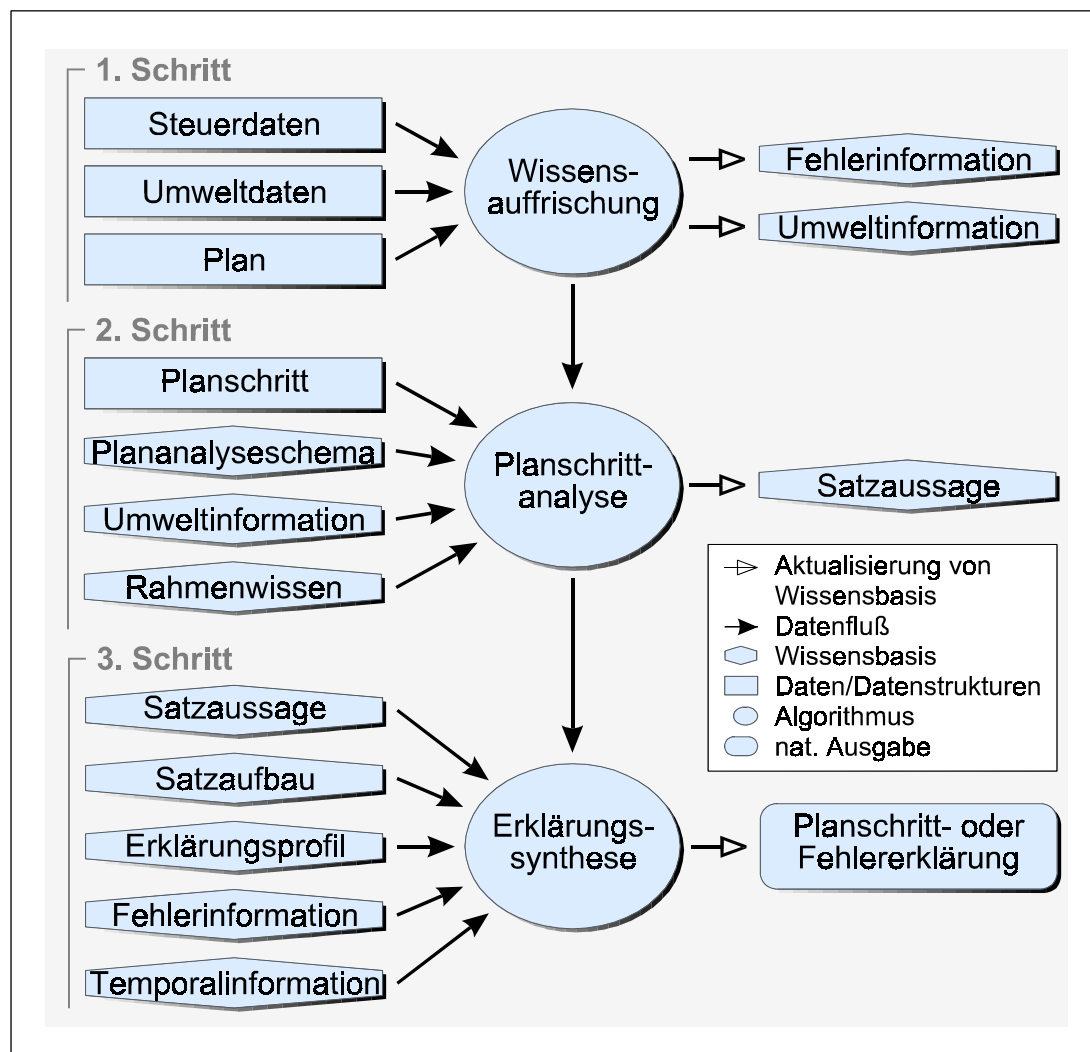 1. Schritt
Steuerdaten
Umweltdaten
Plan
Wissens-
auffrischung
Fehlerinformation
Umweltinformation
2. Schritt
Planschritt
Plananalyseschema
Umweltinformation
Rahmenwissen
Planschritt-
analyse
Satzaussage
Aktualisierung von
Wissensbasis
Datenfluß
Wissensbasis
Daten/Datenstrukturen
Algorithmus
nat. Ausgabe
3. Schritt
Satzaussage
Satzaufbau
Erklärungsprofil
Fehlerinformation
Temporalinformation
Erklärungs-
synthese
Planschritt- oder
Fehlererklärung